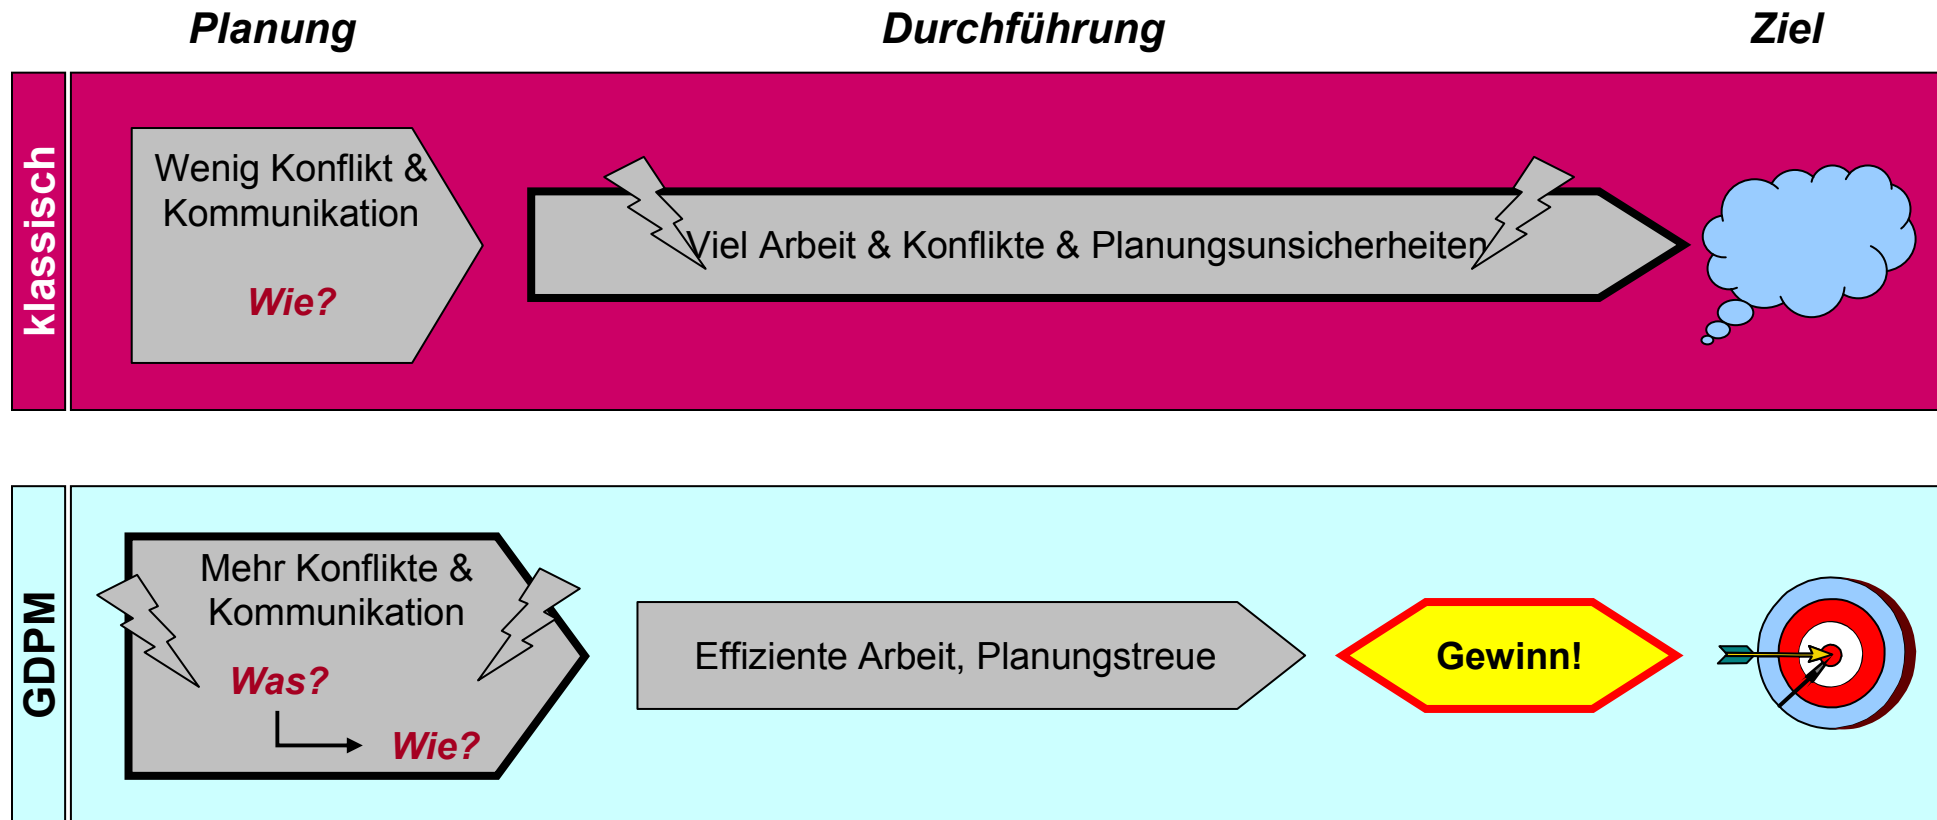 Planung
Durchführung
Ziel
klassisch
Wenig Konflikt &
Kommunikation
Wie?
Viel Arbeit & Konflikte & Planungsunsicherheiten
GDPM
Mehr Konflikte &
Kommunikation
Was?
Wie?
Effiziente Arbeit, Planungstreue
Gewinn!